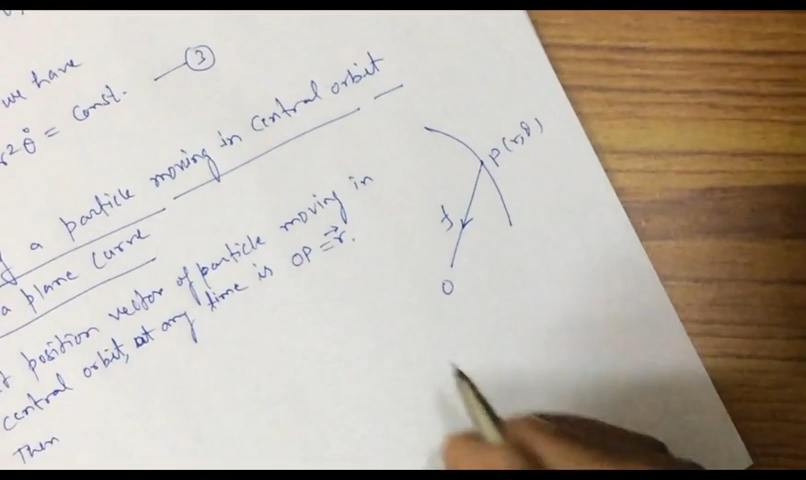 we have
r²θ̇ = const. — ③
a particle moving in central orbit
a plane curve
position vector of particle moving in
central orbit, at any time is OP = r⃗.
Then
P(r,θ)
f
O